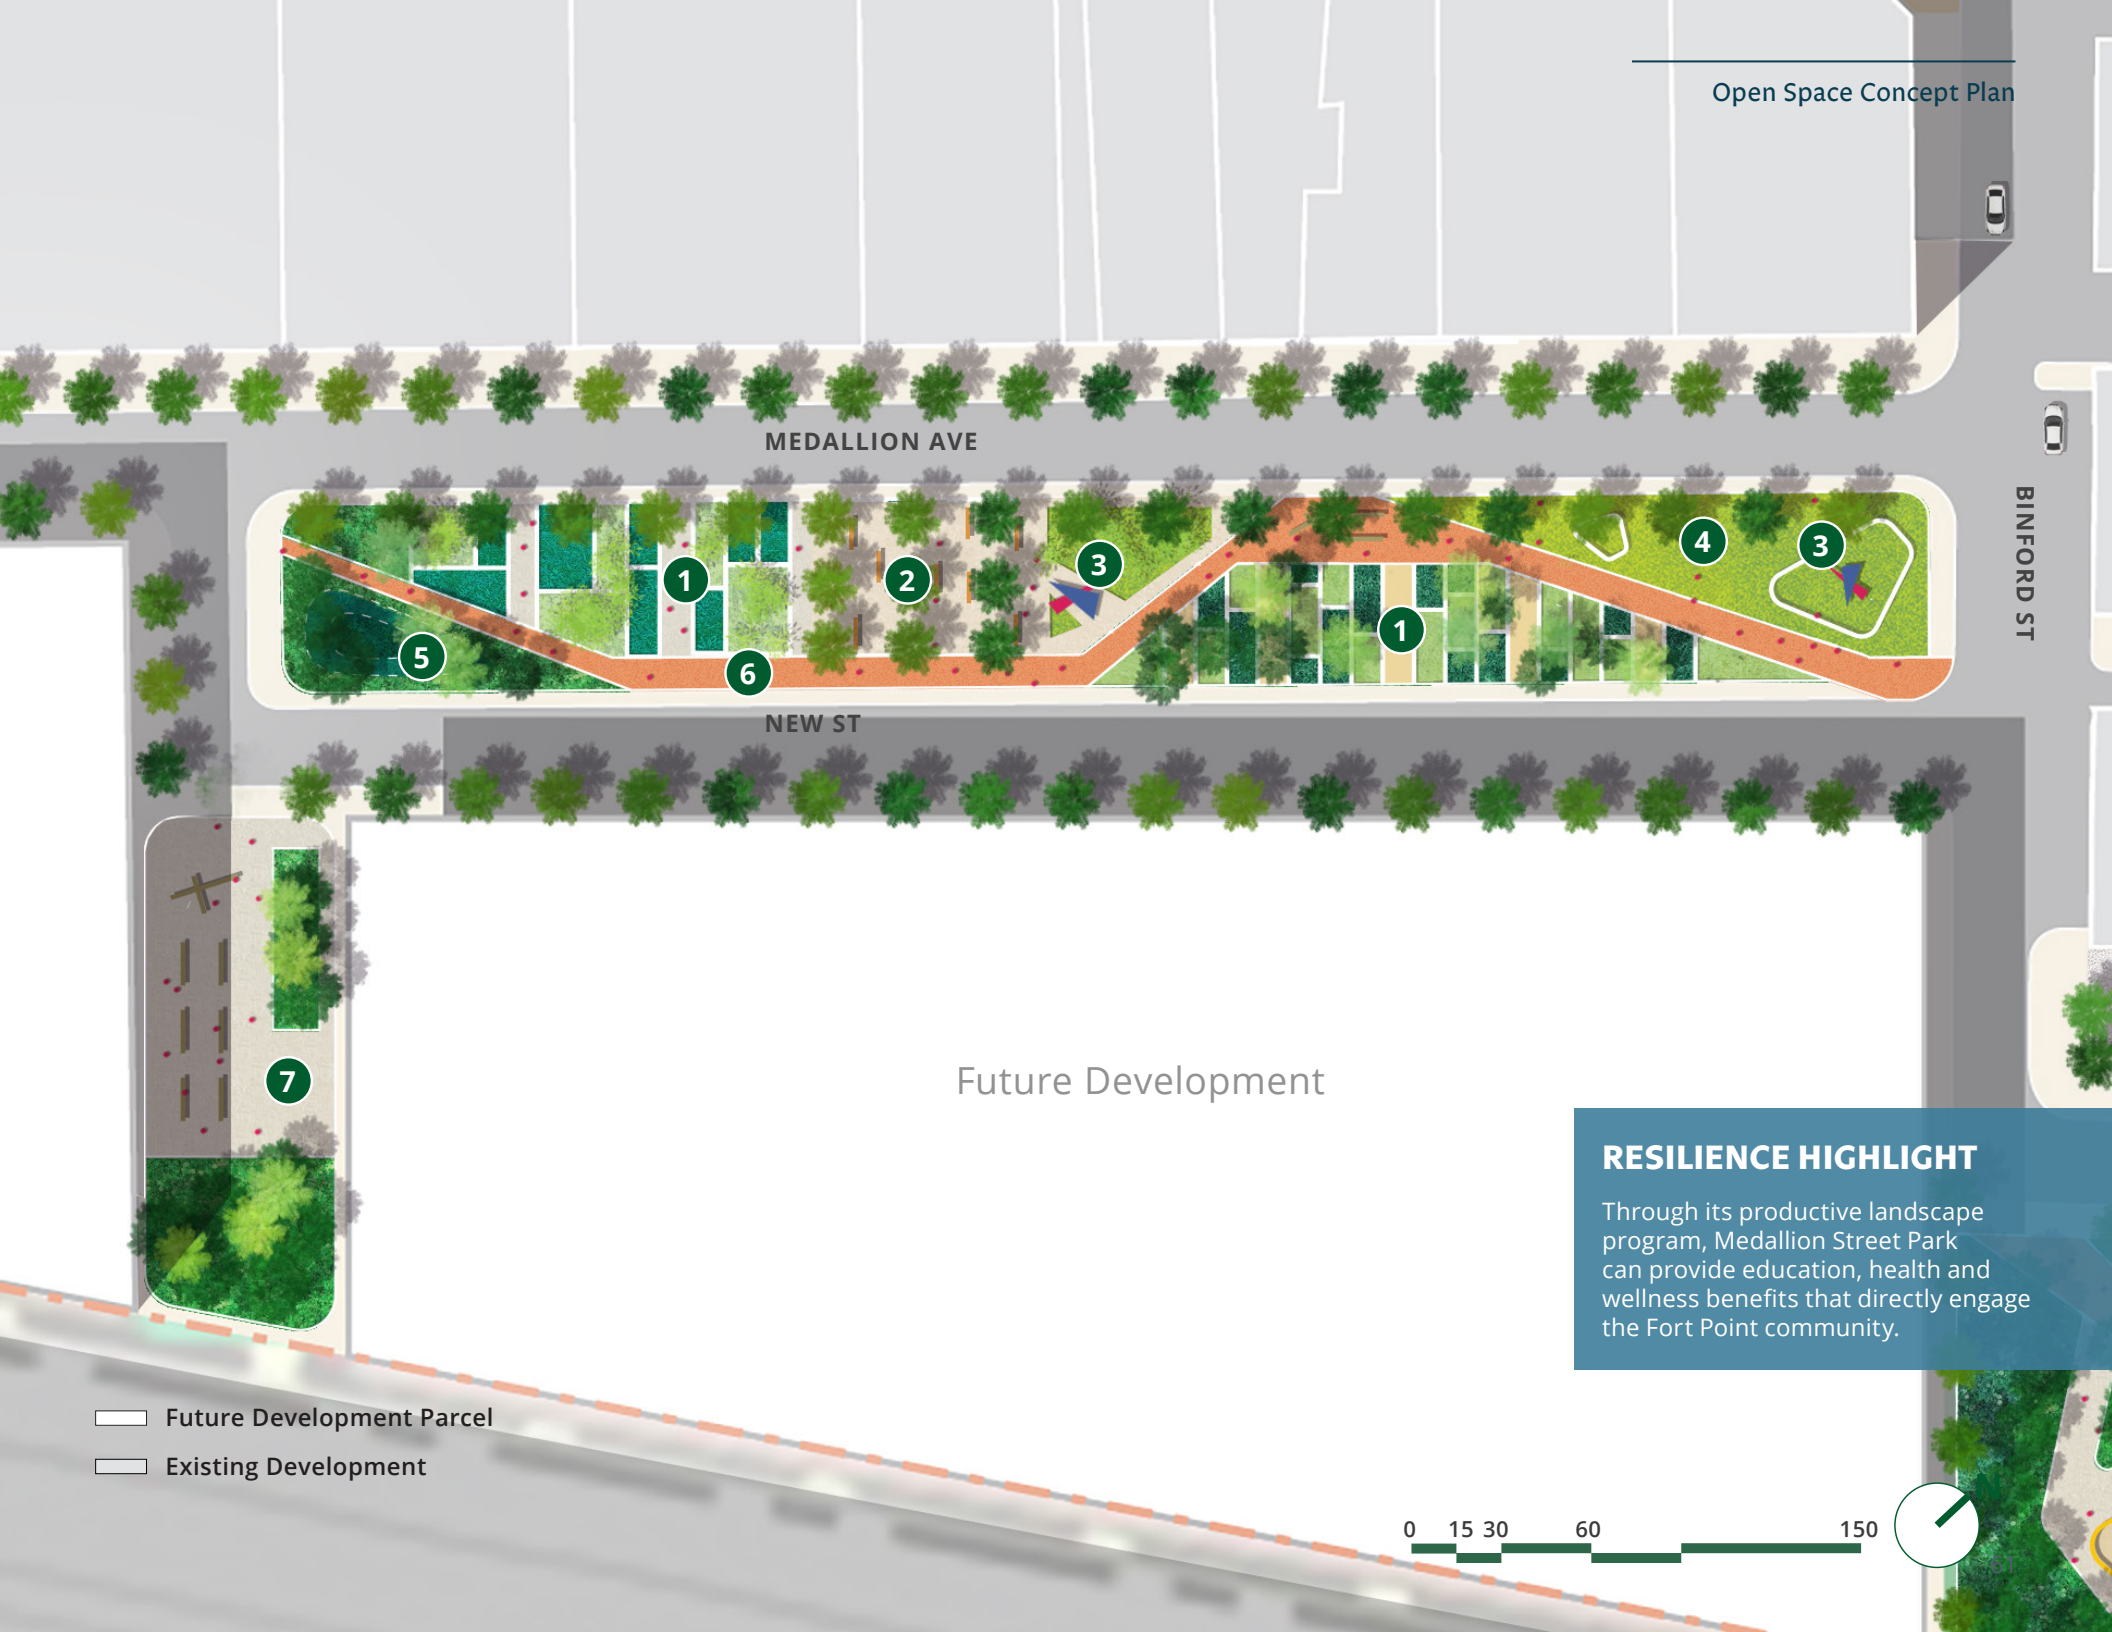 Open Space Concept Plan
MEDALLION AVE
BINFORD ST
1
2
3
4
3
5
6
1
NEW ST
7
Future Development
RESILIENCE HIGHLIGHT
Through its productive landscape
program, Medallion Street Park
can provide education, health and
wellness benefits that directly engage
the Fort Point community.
Future Development Parcel
Existing Development
0 15 30 60 150
N